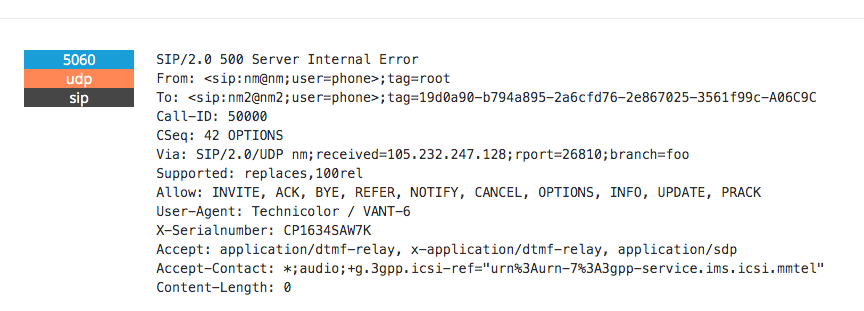 5060
udp
sip
SIP/2.0 500 Server Internal Error
From: <sip:nm@nm;user=phone>;tag=root
To: <sip:nm2@nm2;user=phone>;tag=19d0a90-b794a895-2a6cfd76-2e867025-3561f99c-A06C9C
Call-ID: 50000
CSeq: 42 OPTIONS
Via: SIP/2.0/UDP nm;received=105.232.247.128;rport=26810;branch=foo
Supported: replaces,100rel
Allow: INVITE, ACK, BYE, REFER, NOTIFY, CANCEL, OPTIONS, INFO, UPDATE, PRACK
User-Agent: Technicolor / VANT-6
X-Serialnumber: CP1634SAW7K
Accept: application/dtmf-relay, x-application/dtmf-relay, application/sdp
Accept-Contact: *;audio;+g.3gpp.icsi-ref="urn%3Aurn-7%3A3gpp-service.ims.icsi.mmtel"
Content-Length: 0